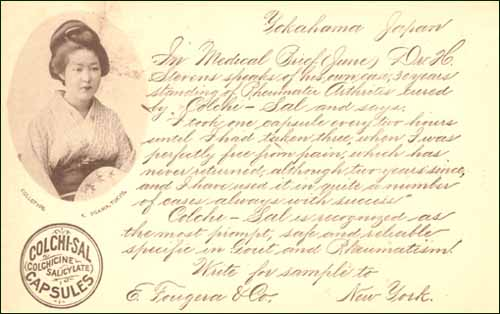 Yokahama Japan
In Medical Brief (June) Dr. H.
Stevens speaks of his own case; 30 years
standing of Rheumatic Arthritis cured
by Colchi-Sal and says:
"I took one capsule every two hours
until I had taken three, when I was
perfectly free from pain, which has
never returned, although two years since,
and I have used it in quite a number
of cases always with success"
Colchi-Sal is recognized as
the most prompt, safe and reliable
specific in Gout and Rheumatism.
Write for sample to
E. Fougera & Co. New York.
COLLOTYPE.
K. OGAWA, TOKYO.
COLCHI-SAL
(COLCHICINE
SALICYLATE)
CAPSULES